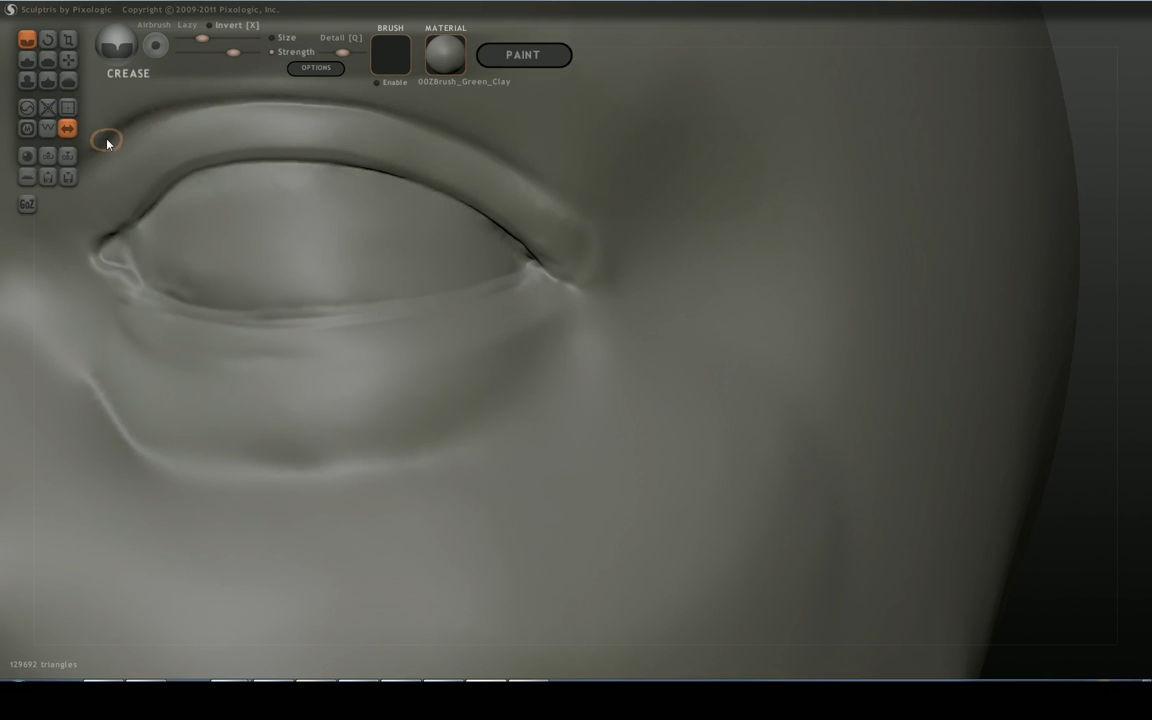 Sculptris by Pixologic Copyright © 2009-2011 Pixologic, Inc.
Airbrush Lazy Invert [X]
Size Detail [Q]
Strength
OPTIONS
CREASE
BRUSH
Enable
MATERIAL
00ZBrush_Green_Clay
PAINT
GoZ
129692 triangles